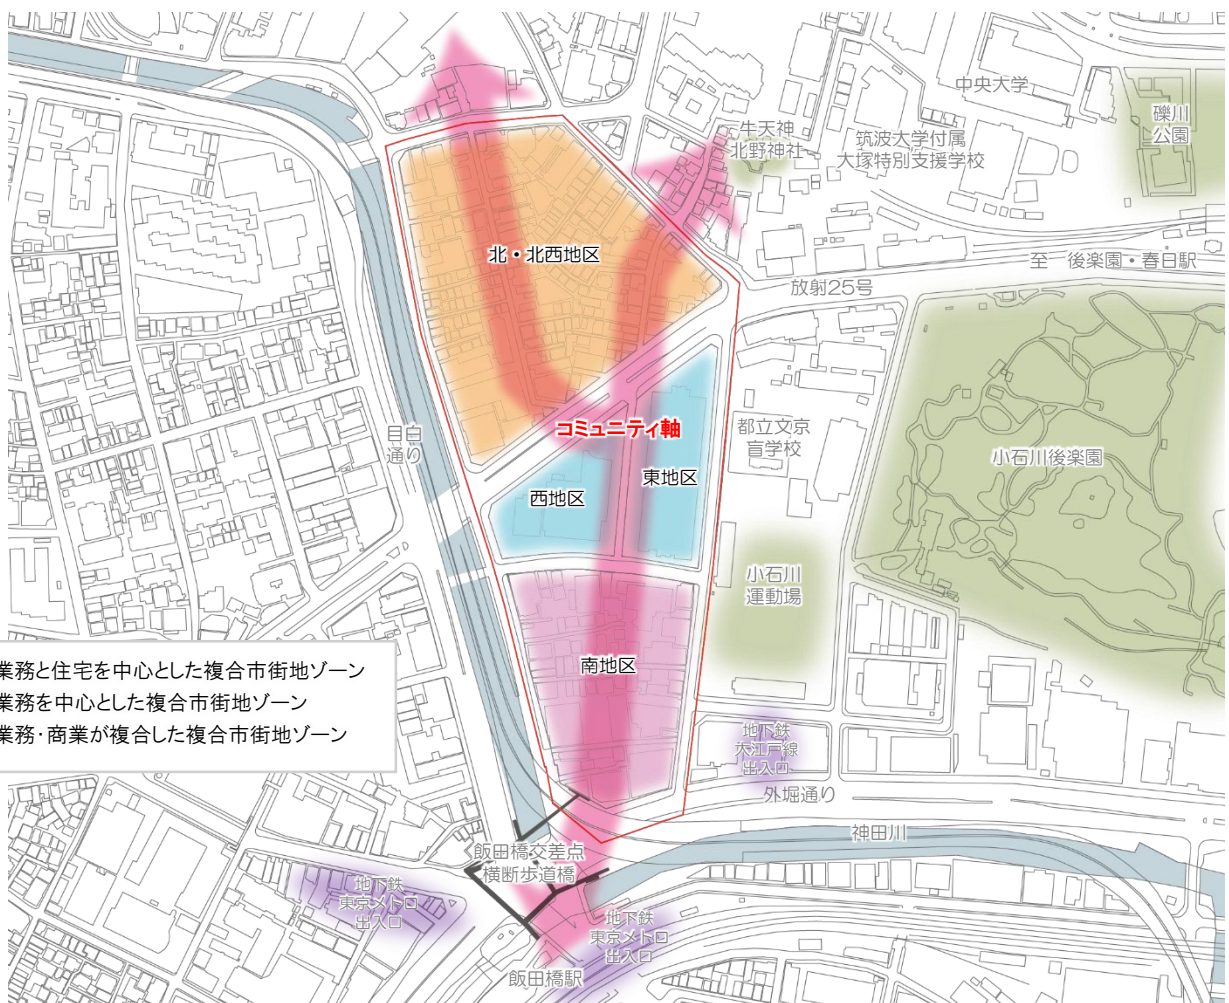 中央大学
礫川
公園
牛天神
北野神社
筑波大学付属
大塚特別支援学校
北・北西地区
至　後楽園・春日駅
放射25号
コミュニティ軸
目白
通り
都立文京
盲学校
小石川後楽園
東地区
西地区
小石川
運動場
南地区
業務と住宅を中心とした複合市街地ゾーン
業務を中心とした複合市街地ゾーン
業務・商業が複合した複合市街地ゾーン
地下鉄
大江戸線
出入口
外堀通り
神田川
飯田橋交差点
横断歩道橋
地下鉄
東京メトロ
出入口
地下鉄
東京メトロ
出入口
飯田橋駅